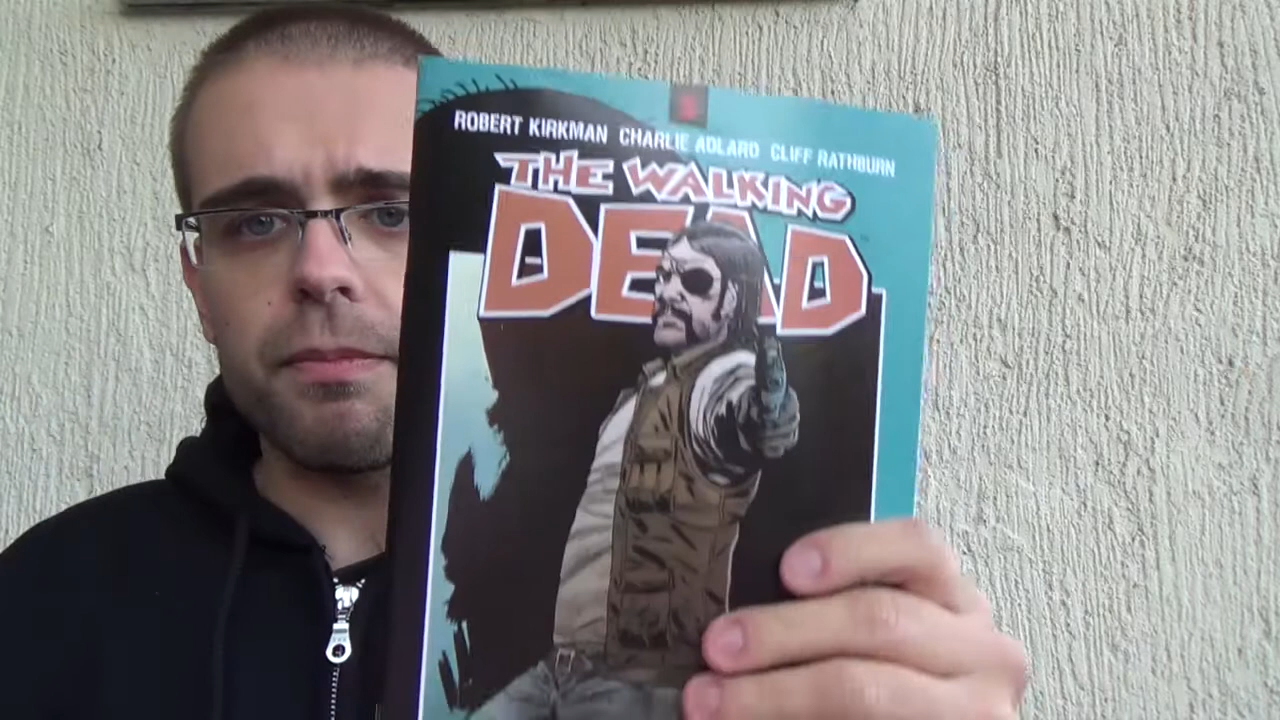 ROBERT KIRKMAN CHARLIE ADLARD CLIFF RATHBURN
THE WALKING
DEAD